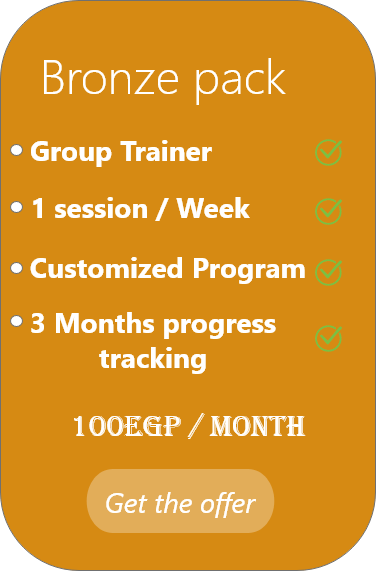 Bronze pack
Group Trainer
1 session / Week
Customized Program
3 Months progress
tracking
100EGP / MONTH
Get the offer